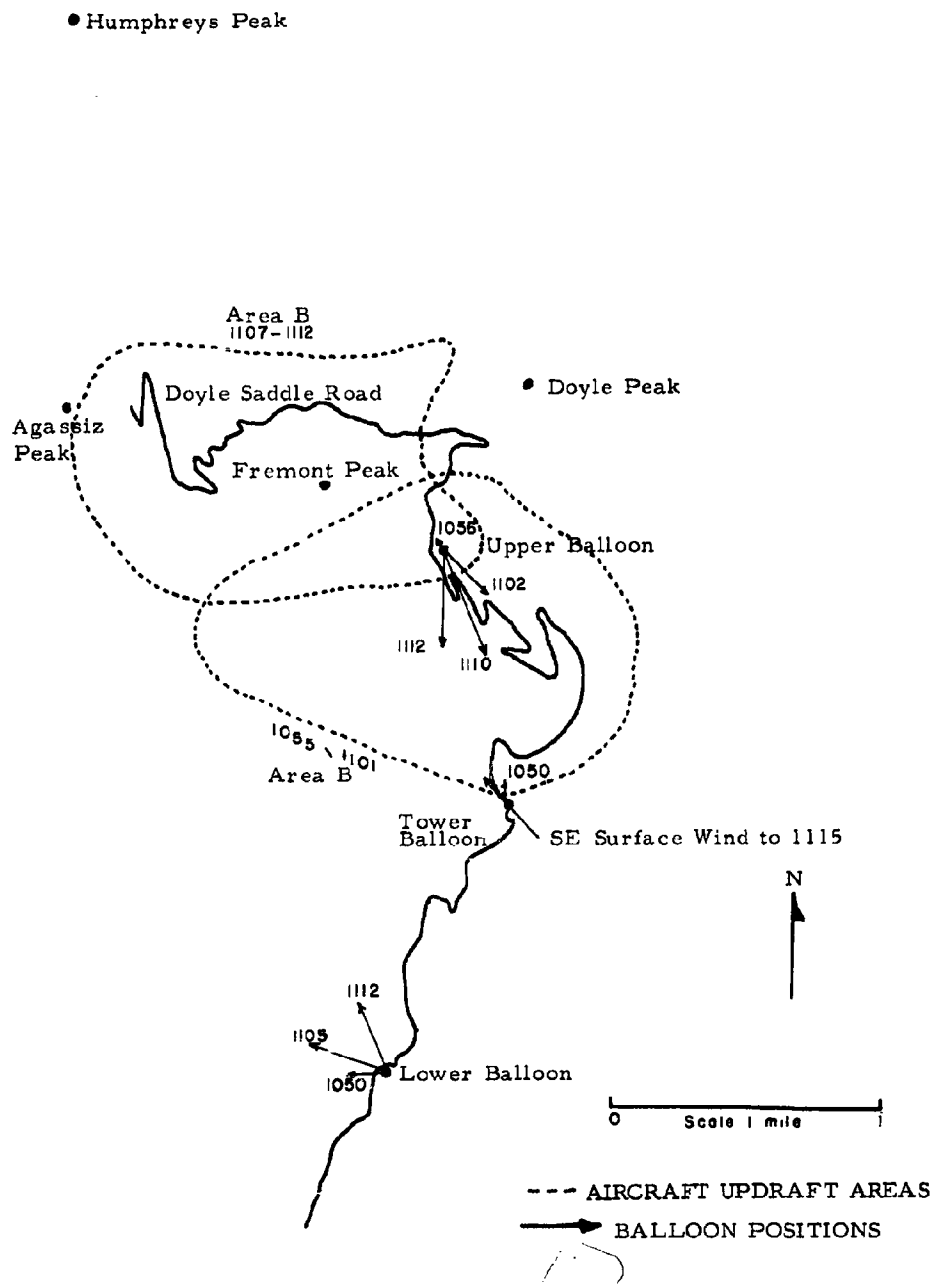 Humphreys Peak
Area B
1107-1112
Doyle Saddle Road
Doyle Peak
Agassiz
Peak
Fremont Peak
1056
Upper Balloon
1102
1112
1110
1055 - 1101
Area B
1050
Tower
Balloon
SE Surface Wind to 1115
N
1112
1105
1050
Lower Balloon
0
Scale 1 mile
1
AIRCRAFT UPDRAFT AREAS
BALLOON POSITIONS